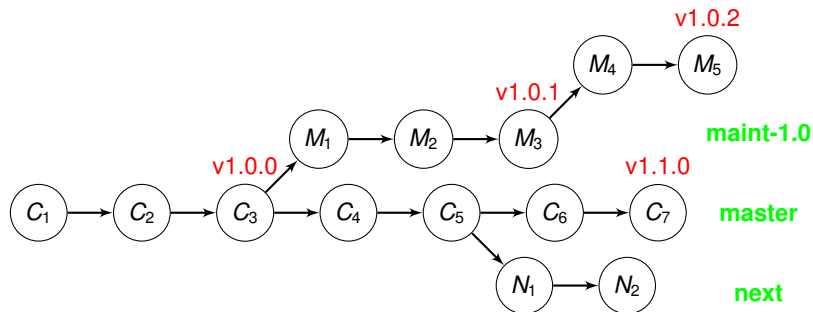 v1.0.2
M4 M5
v1.0.1
M1 M2 M3 maint-1.0
v1.0.0 v1.1.0
C1 C2 C3 C4 C5 C6 C7 master
N1 N2 next